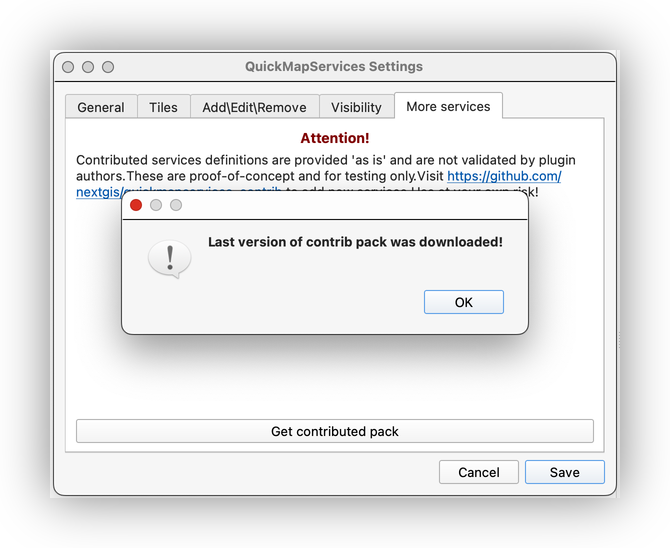 QuickMapServices Settings
General Tiles Add\Edit\Remove Visibility More services
Attention!
Contributed services definitions are provided 'as is' and are not validated by plugin
authors.These are proof-of-concept and for testing only.Visit https://github.com/
nextgis/quickmapservices_contrib to add new services.Use at your own risk!
Last version of contrib pack was downloaded!
OK
Get contributed pack
Cancel Save